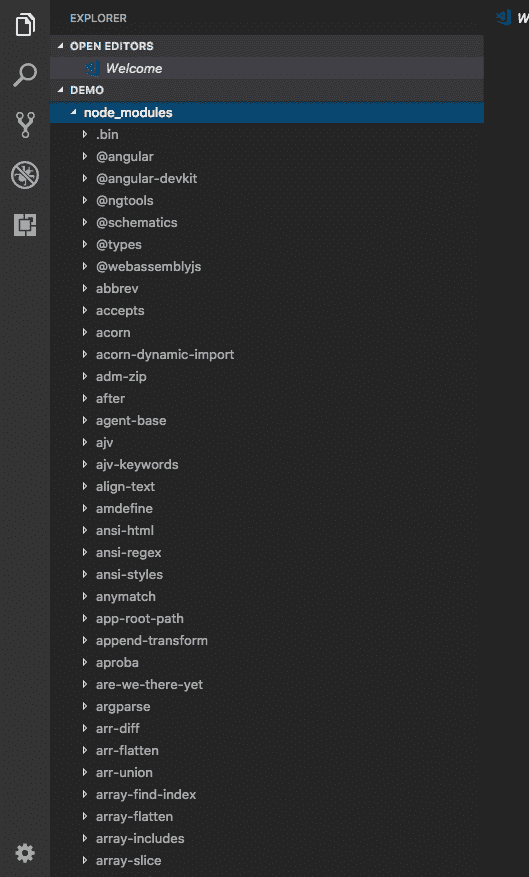 EXPLORER
W
OPEN EDITORS
Welcome
DEMO
node_modules
.bin
@angular
@angular-devkit
@ngtools
@schematics
@types
@webassemblyjs
abbrev
accepts
acorn
acorn-dynamic-import
adm-zip
after
agent-base
ajv
ajv-keywords
align-text
amdefine
ansi-html
ansi-regex
ansi-styles
anymatch
app-root-path
append-transform
aproba
are-we-there-yet
argparse
arr-diff
arr-flatten
arr-union
array-find-index
array-flatten
array-includes
array-slice